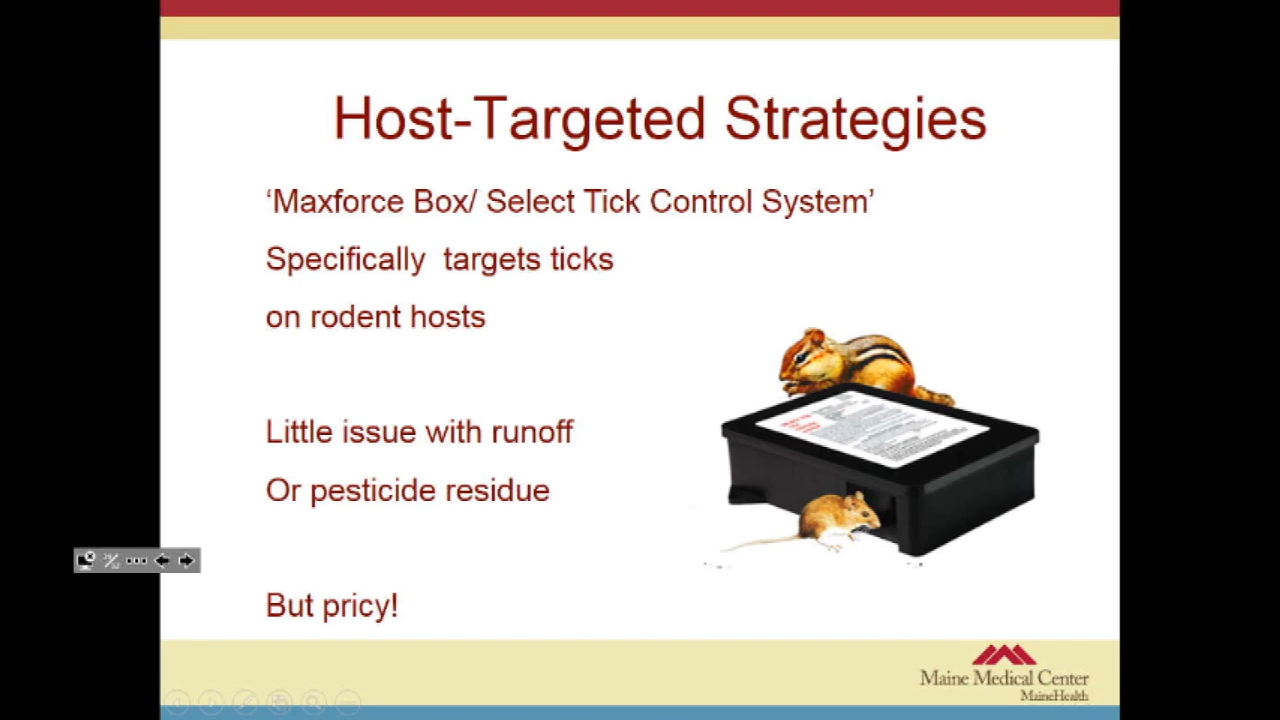 Host-Targeted Strategies
‘Maxforce Box/ Select Tick Control System’
Specifically  targets ticks
on rodent hosts
Little issue with runoff
Or pesticide residue
But pricy!
Maine Medical Center
MaineHealth